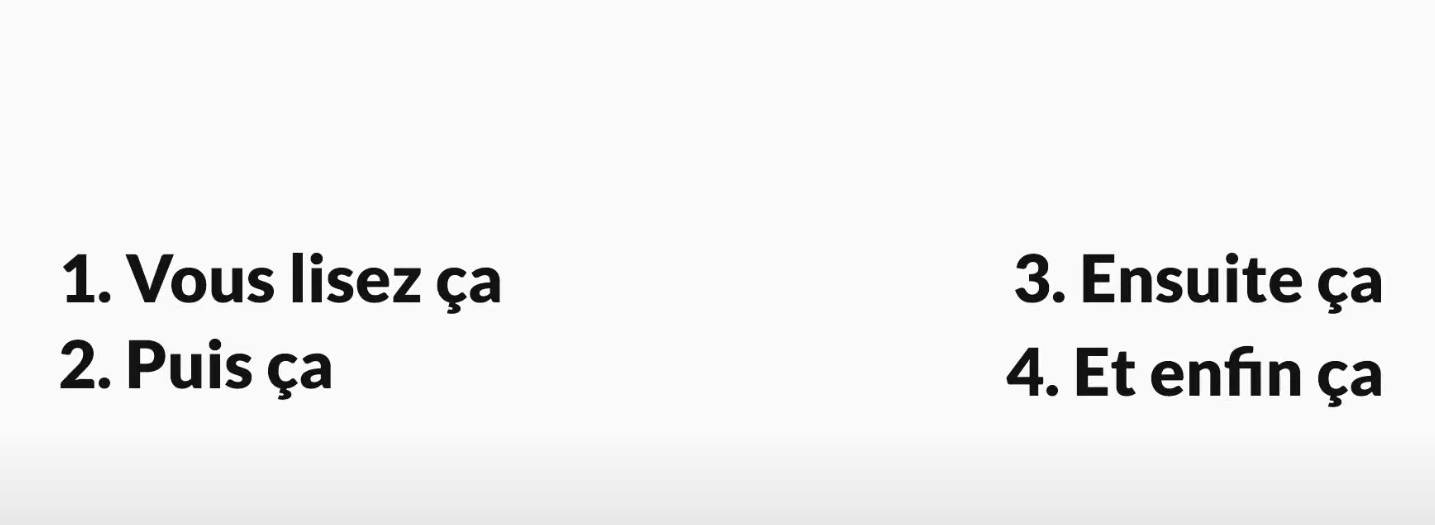 1. Vous lisez ça
2. Puis ça
3. Ensuite ça
4. Et enfin ça